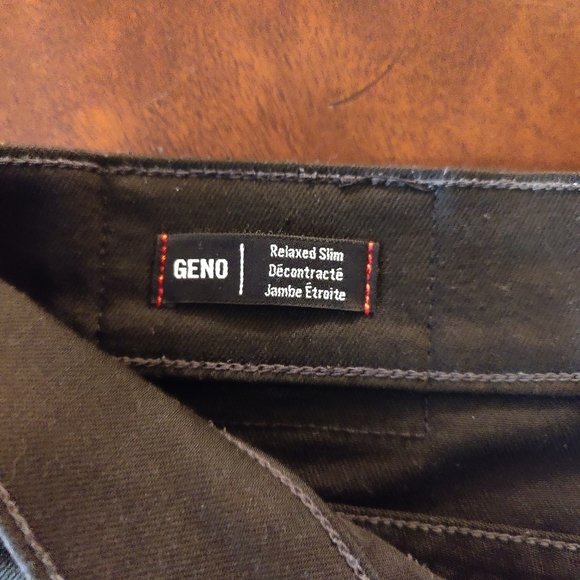 GENO
Relaxed Slim
Décontracté
Jambe Étroite